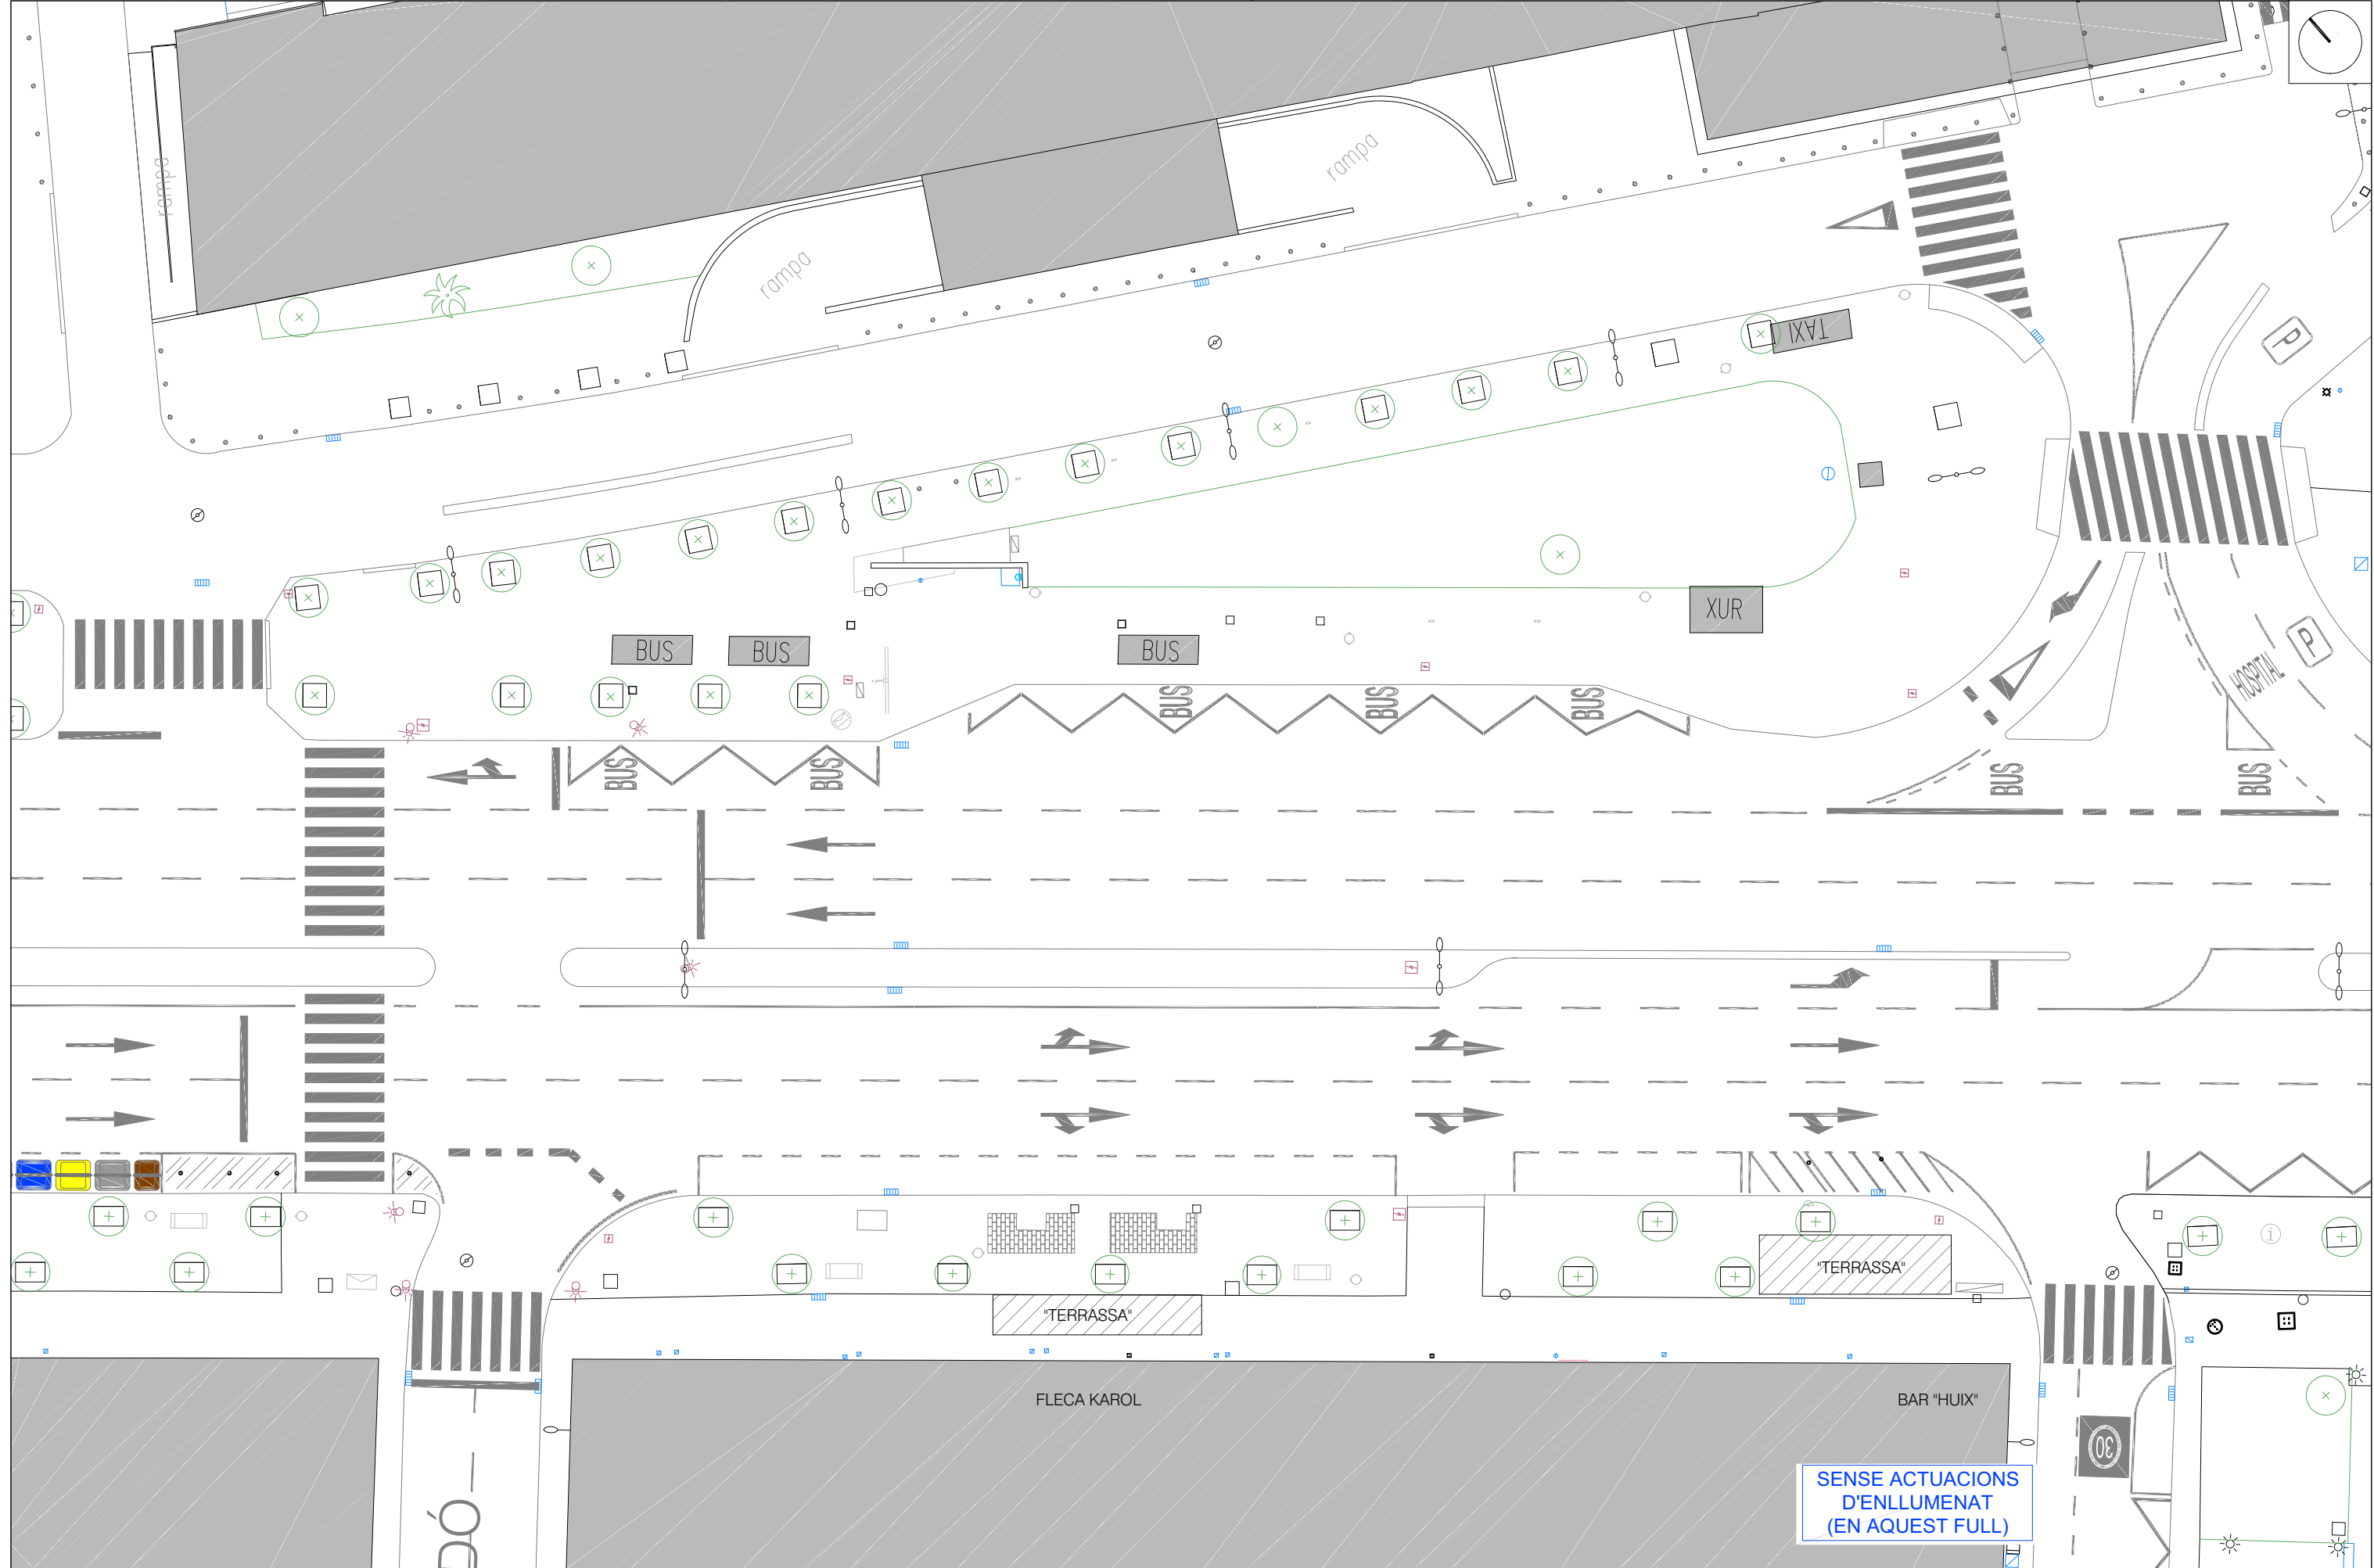 rampa
rampa
rampa
TAXI
P
XUR
BUS
BUS
BUS
P
HOSPITAL
i
BUS
BUS
BUS
BUS
BUS
BUS
BUS
i
"TERRASSA"
"TERRASSA"
FLECA KAROL
BAR "HUIX"
30
SENSE ACTUACIONS
D'ENLLUMENAT
(EN AQUEST FULL)
DÓ